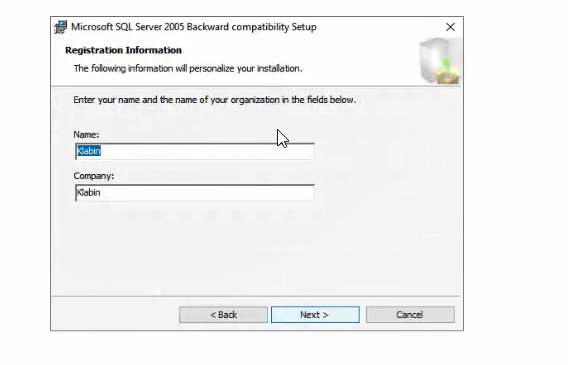 Microsoft SQL Server 2005 Backward compatibility Setup
Registration Information
The following information will personalize your installation.
Enter your name and the name of your organization in the fields below.
Name:
Klabin
Company:
Klabin
< Back
Next >
Cancel